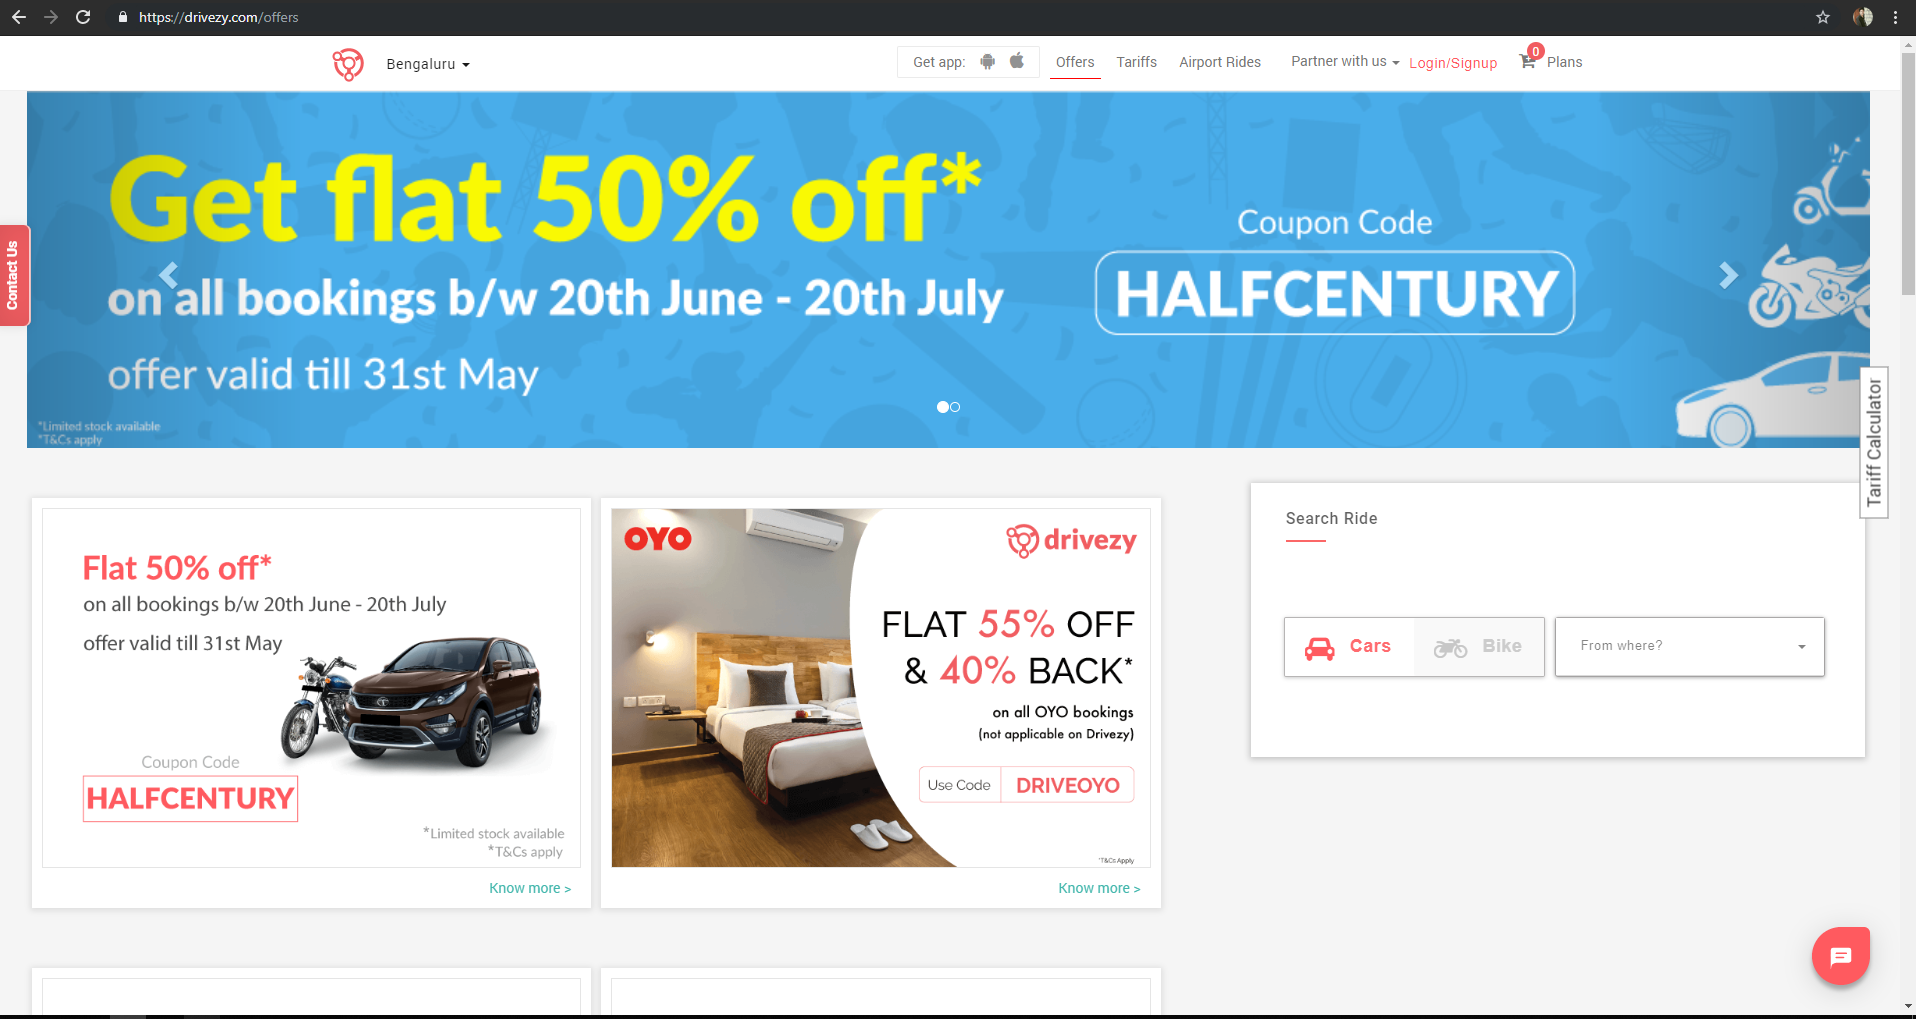 https://drivezy.com/offers
Bengaluru
Get app:
Offers
Tariffs
Airport Rides
Partner with us
Login/Signup
0
Plans
Get flat 50% off*
on all bookings b/w 20th June - 20th July
offer valid till 31st May
*Limited stock available
*T&Cs apply
Coupon Code
HALFCENTURY
Contact Us
Tariff Calculator
Flat 50% off*
on all bookings b/w 20th June - 20th July
offer valid till 31st May
Coupon Code
HALFCENTURY
*Limited stock available
*T&Cs apply
Know more >
OYO
drivezy
FLAT 55% OFF
& 40% BACK*
on all OYO bookings
(not applicable on Drivezy)
Use Code DRIVEOYO
*T&Cs Apply
Know more >
Search Ride
Cars
Bike
From where?